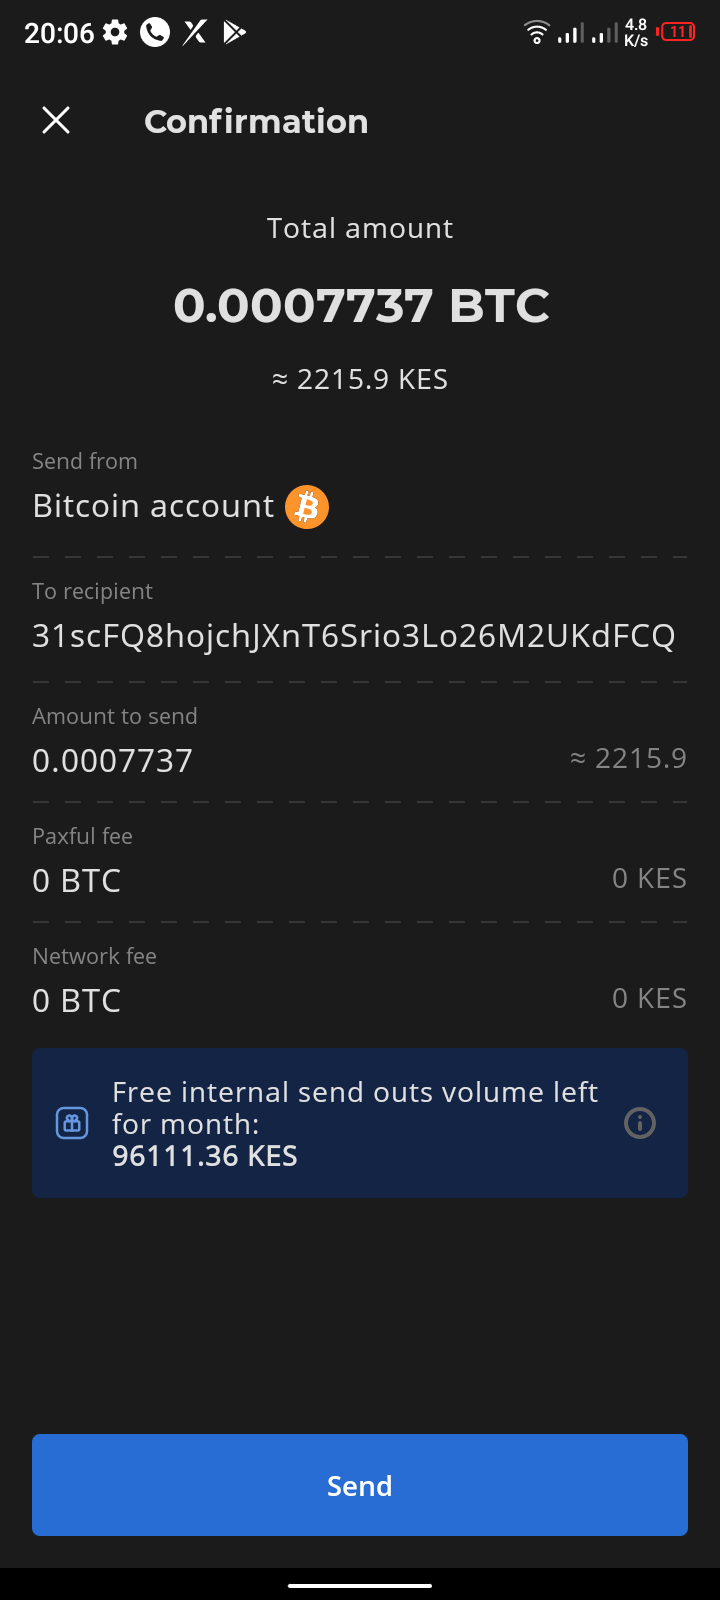 20:06 4.8 K/s 11
Confirmation
Total amount
0.0007737 BTC
≈ 2215.9 KES
Send from
Bitcoin account
To recipient
31scFQ8hojchJXnT6Srio3Lo26M2UKdFCQ
Amount to send
0.0007737 ≈ 2215.9
Paxful fee
0 BTC 0 KES
Network fee
0 BTC 0 KES
Free internal send outs volume left
for month:
96111.36 KES
Send